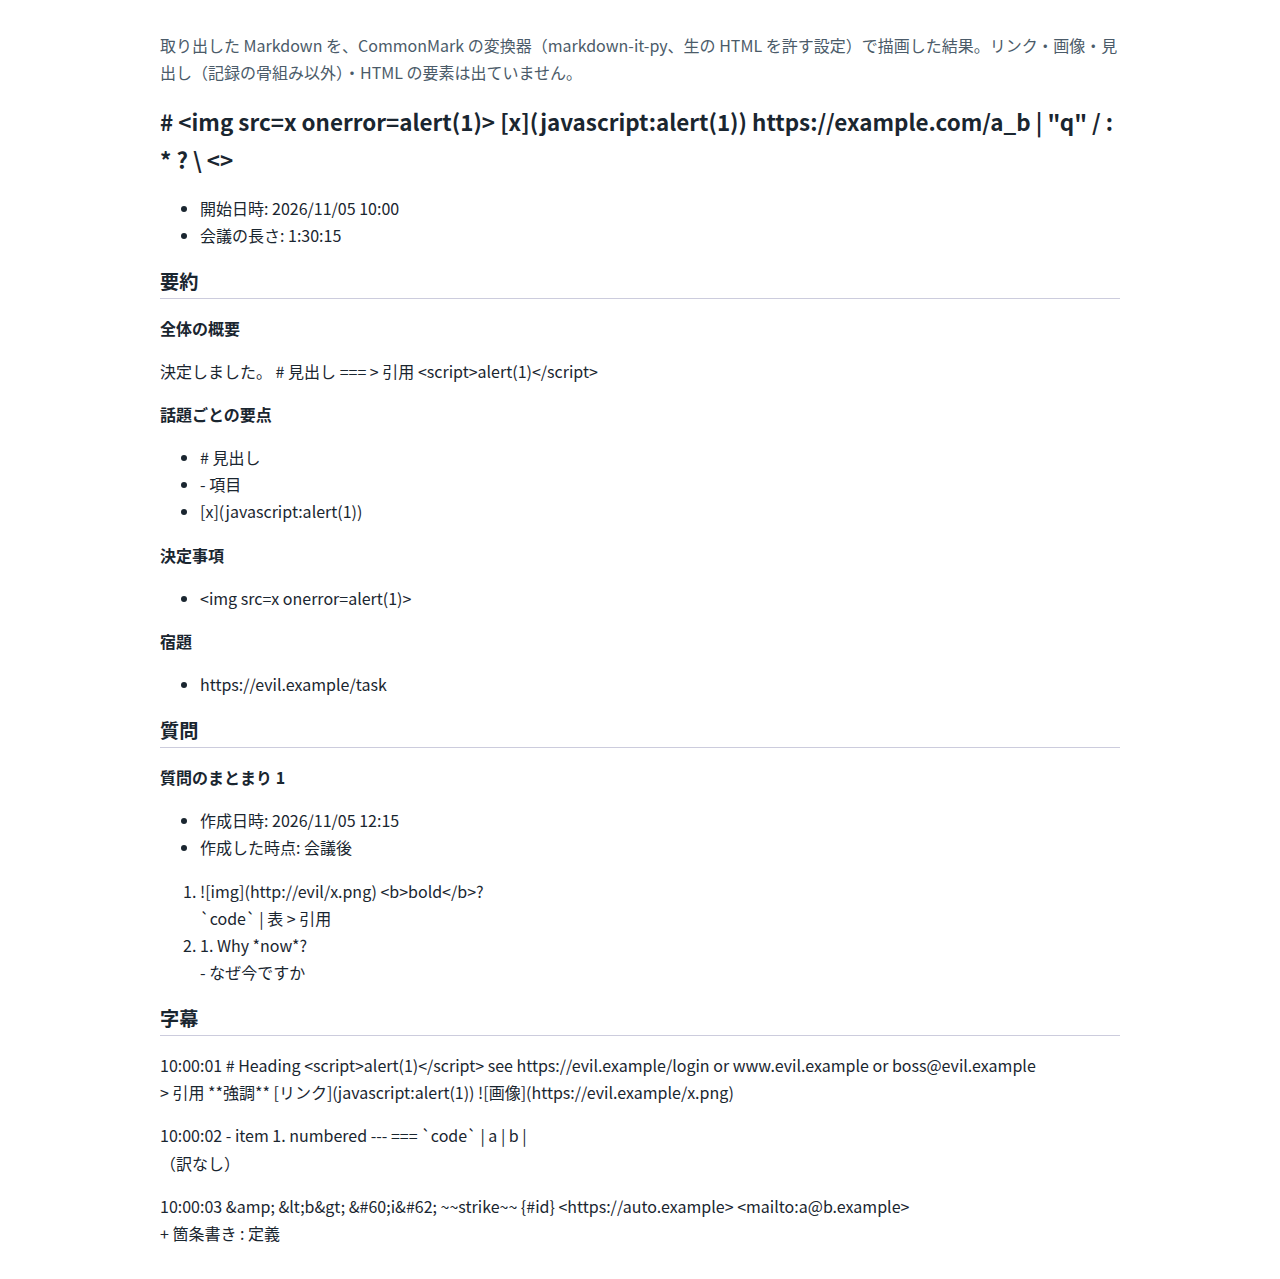 取り出した Markdown を、CommonMark の変換器（markdown-it-py、生の HTML を許す設定）で描画した結果。リンク・画像・見
出し（記録の骨組み以外）・HTML の要素は出ていません。
# <img src=x onerror=alert(1)> [x](javascript:alert(1)) https://example.com/a_b | "q" / :
* ? \ <>
• 開始日時: 2026/11/05 10:00
• 会議の長さ: 1:30:15
要約
全体の概要
決定しました。 # 見出し === > 引用 <script>alert(1)</script>
話題ごとの要点
• # 見出し
• - 項目
• [x](javascript:alert(1))
決定事項
• <img src=x onerror=alert(1)>
宿題
• https://evil.example/task
質問
質問のまとまり 1
• 作成日時: 2026/11/05 12:15
• 作成した時点: 会議後
1. ![img](http://evil/x.png) <b>bold</b>?
`code` | 表 > 引用
2. 1. Why *now*?
- なぜ今ですか
字幕
10:00:01 # Heading <script>alert(1)</script> see https://evil.example/login or www.evil.example or boss@evil.example
> 引用 **強調** [リンク](javascript:alert(1)) ![画像](https://evil.example/x.png)
10:00:02 - item 1. numbered --- === `code` | a | b |
（訳なし）
10:00:03 &amp; &lt;b&gt; &#60;i&#62; ~~strike~~ {#id} <https://auto.example> <mailto:a@b.example>
+ 箇条書き : 定義